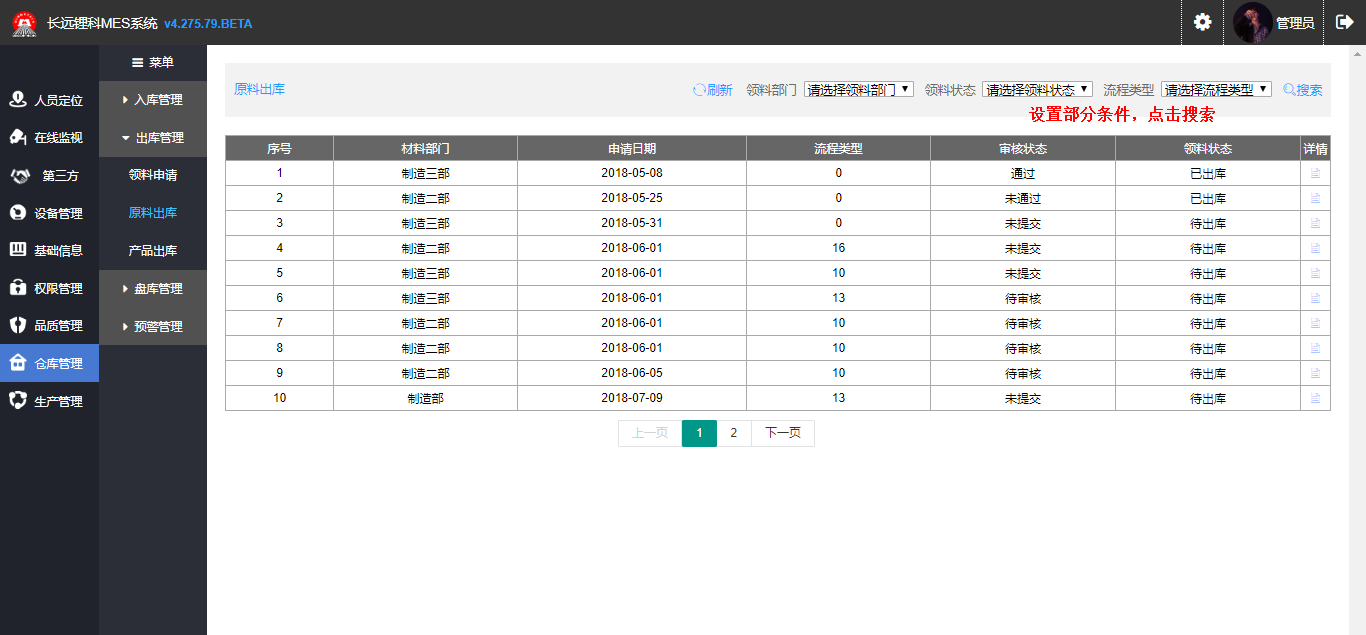 长远锂科MES系统 v4.275.79.BETA
管理员
菜单
人员定位
在线监视
第三方
设备管理
基础信息
权限管理
品质管理
仓库管理
生产管理
入库管理
出库管理
领料申请
原料出库
产品出库
盘库管理
预警管理
原料出库 刷新 领料部门 请选择领料部门 领料状态 请选择领料状态 流程类型 请选择流程类型 搜索
设置部分条件，点击搜索
序号 材料部门 申请日期 流程类型 审核状态 领料状态 详情
1 制造三部 2018-05-08 0 通过 已出库
2 制造二部 2018-05-25 0 未通过 已出库
3 制造三部 2018-05-31 0 未提交 待出库
4 制造二部 2018-06-01 16 未提交 待出库
5 制造三部 2018-06-01 10 未提交 待出库
6 制造三部 2018-06-01 13 待审核 待出库
7 制造二部 2018-06-01 10 待审核 待出库
8 制造二部 2018-06-01 10 待审核 待出库
9 制造二部 2018-06-05 10 待审核 待出库
10 制造部 2018-07-09 13 未提交 待出库
上一页 1 2 下一页